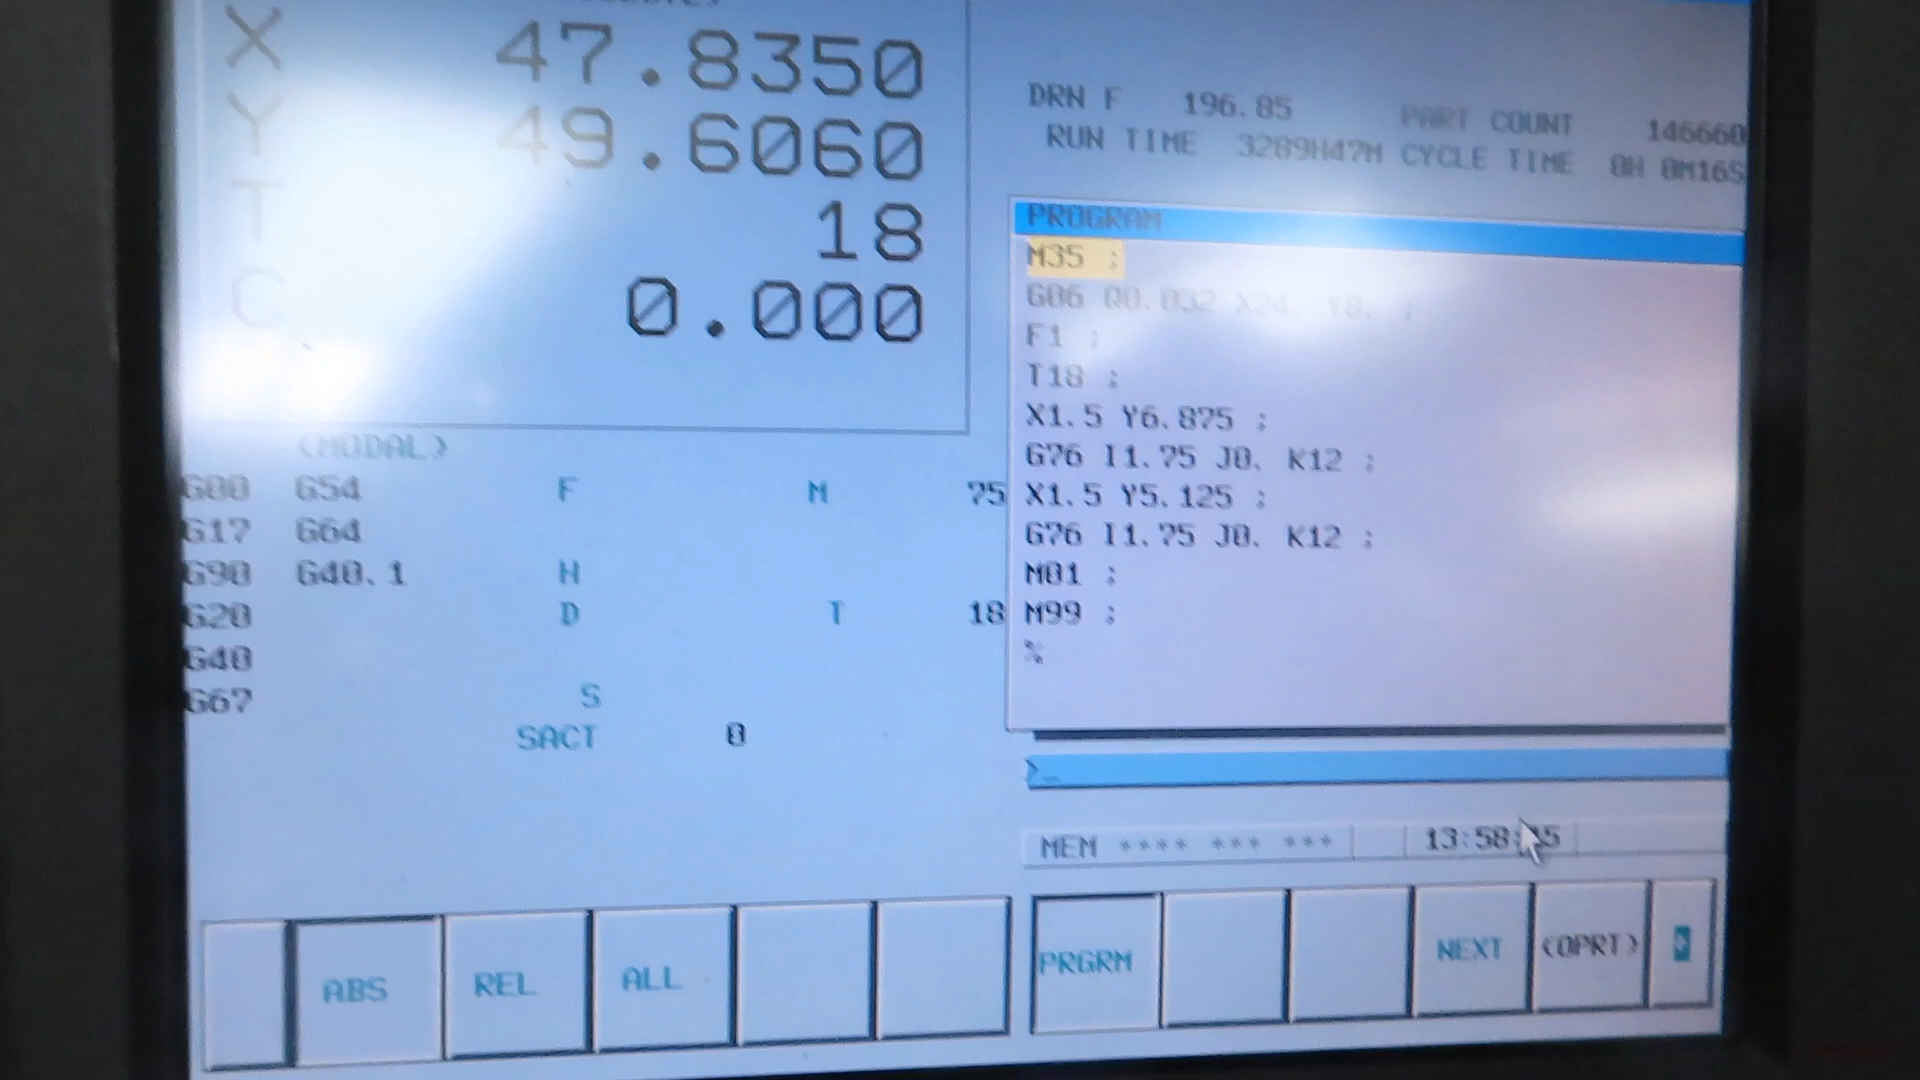 X 47.8350
Y 49.6060
T 18
C 0.000
DRN F 196.85 PART COUNT 146660
RUN TIME 3289H47M CYCLE TIME 0H 0M16S
PROGRAM
M35 ;
G06 Q0.032 X24. Y8. ;
F1 ;
T18 ;
X1.5 Y6.875 ;
G76 I1.75 J0. K12 ;
X1.5 Y5.125 ;
G76 I1.75 J0. K12 ;
M01 ;
M99 ;
%
(MODAL)
G00 G54 F M 75
G17 G64
G90 G40.1 H
G20 D T 18
G40
G67 S
SACT 0
>_
MEM **** *** *** 13:58
ABS REL ALL PRGRM NEXT (OPRT)